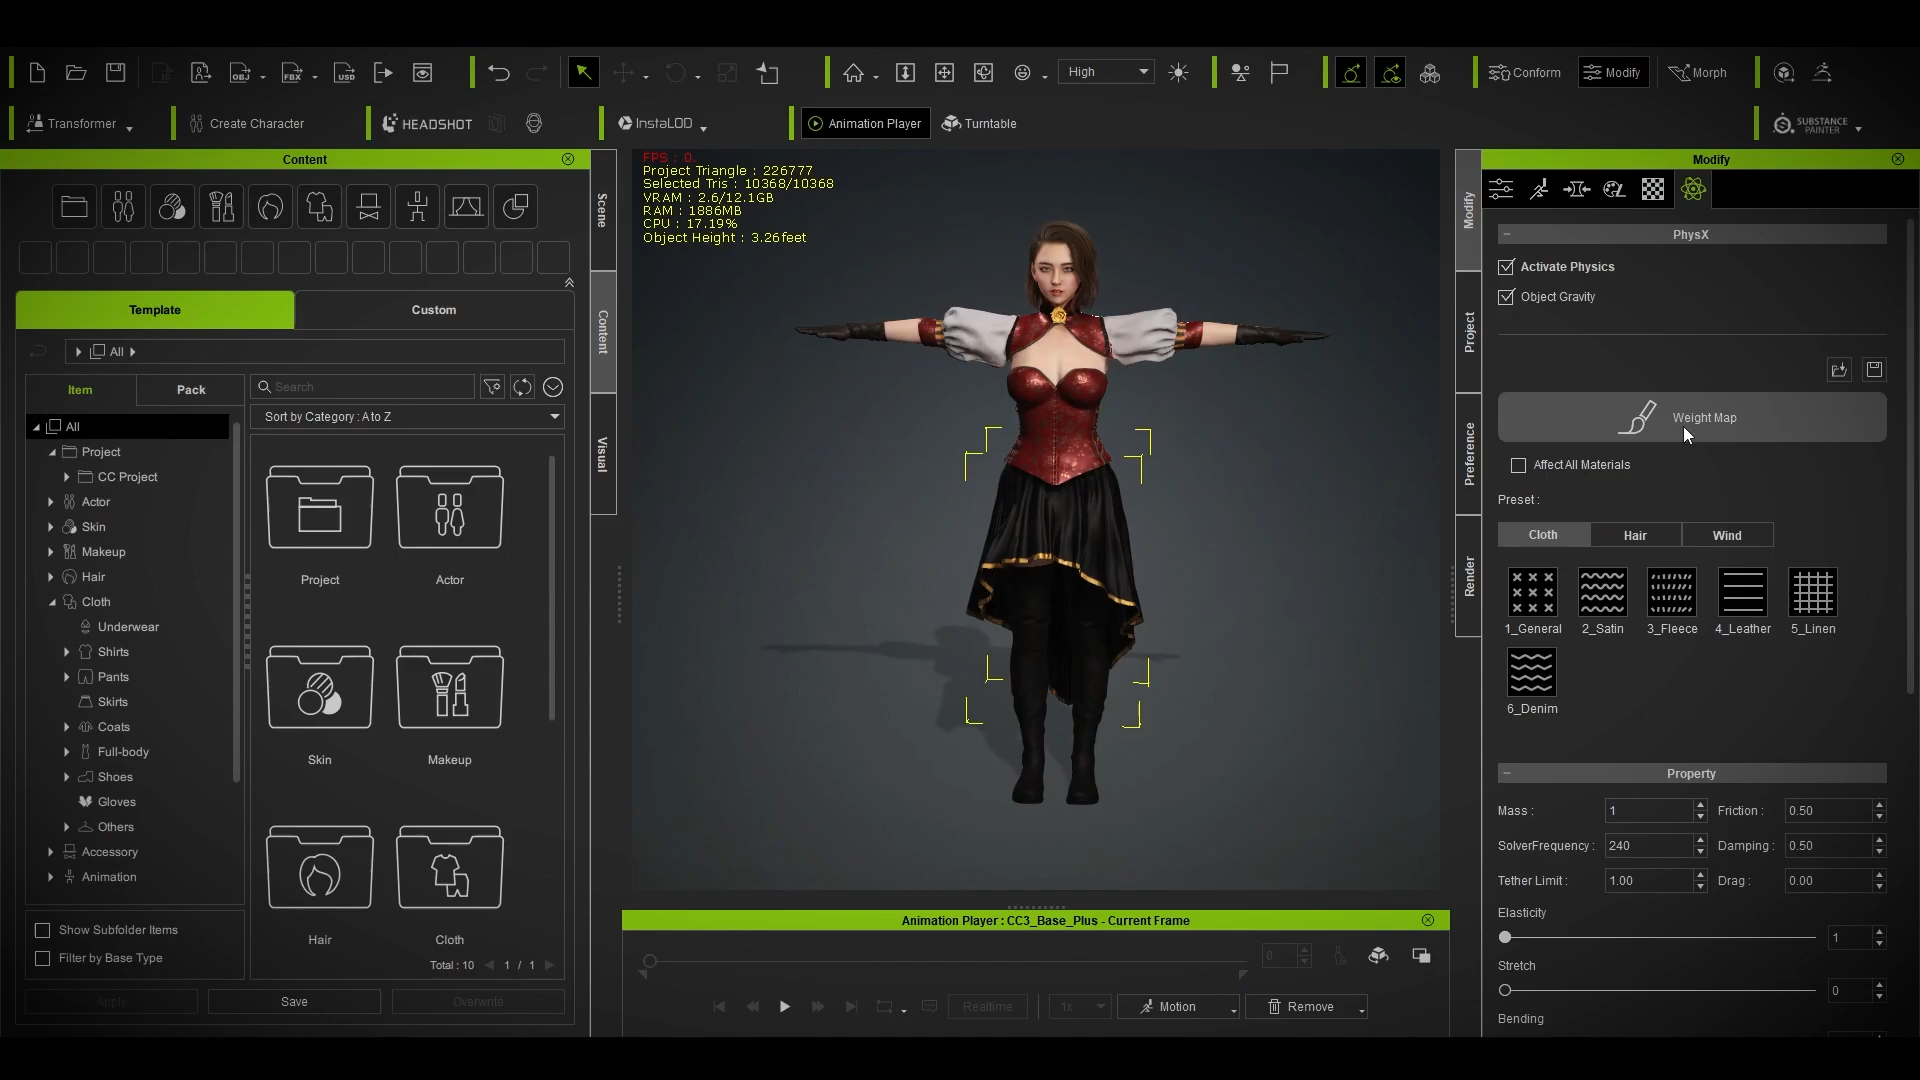 OBJ
FBX
USD
High
Conform
Modify
Morph
Transformer
Create Character
HEADSHOT
InstaLOD
Animation Player
Turntable
SUBSTANCE
PAINTER
Content
Template
Custom
All
Item
Pack
Search
Sort by Category : A to Z
All
Project
CC Project
Actor
Skin
Makeup
Hair
Cloth
Underwear
Shirts
Pants
Skirts
Coats
Full-body
Shoes
Gloves
Others
Accessory
Animation
Project
Actor
Skin
Makeup
Hair
Cloth
Show Subfolder Items
Filter by Base Type
Total : 10
1 / 1
Apply
Save
Overwrite
Scene
Content
Visual
FPS : 0.
Project Triangle : 226777
Selected Tris : 10368/10368
VRAM : 2.6/12.1GB
RAM : 1886MB
CPU : 17.19%
Object Height : 3.26feet
Animation Player : CC3_Base_Plus - Current Frame
0
Realtime
1x
Motion
Remove
Modify
Project
Preference
Render
Modify
PhysX
Activate Physics
Object Gravity
Weight Map
Affect All Materials
Preset :
Cloth
Hair
Wind
1_General
2_Satin
3_Fleece
4_Leather
5_Linen
6_Denim
Property
Mass : 1
Friction : 0.50
SolverFrequency : 240
Damping : 0.50
Tether Limit : 1.00
Drag : 0.00
Elasticity
1
Stretch
0
Bending